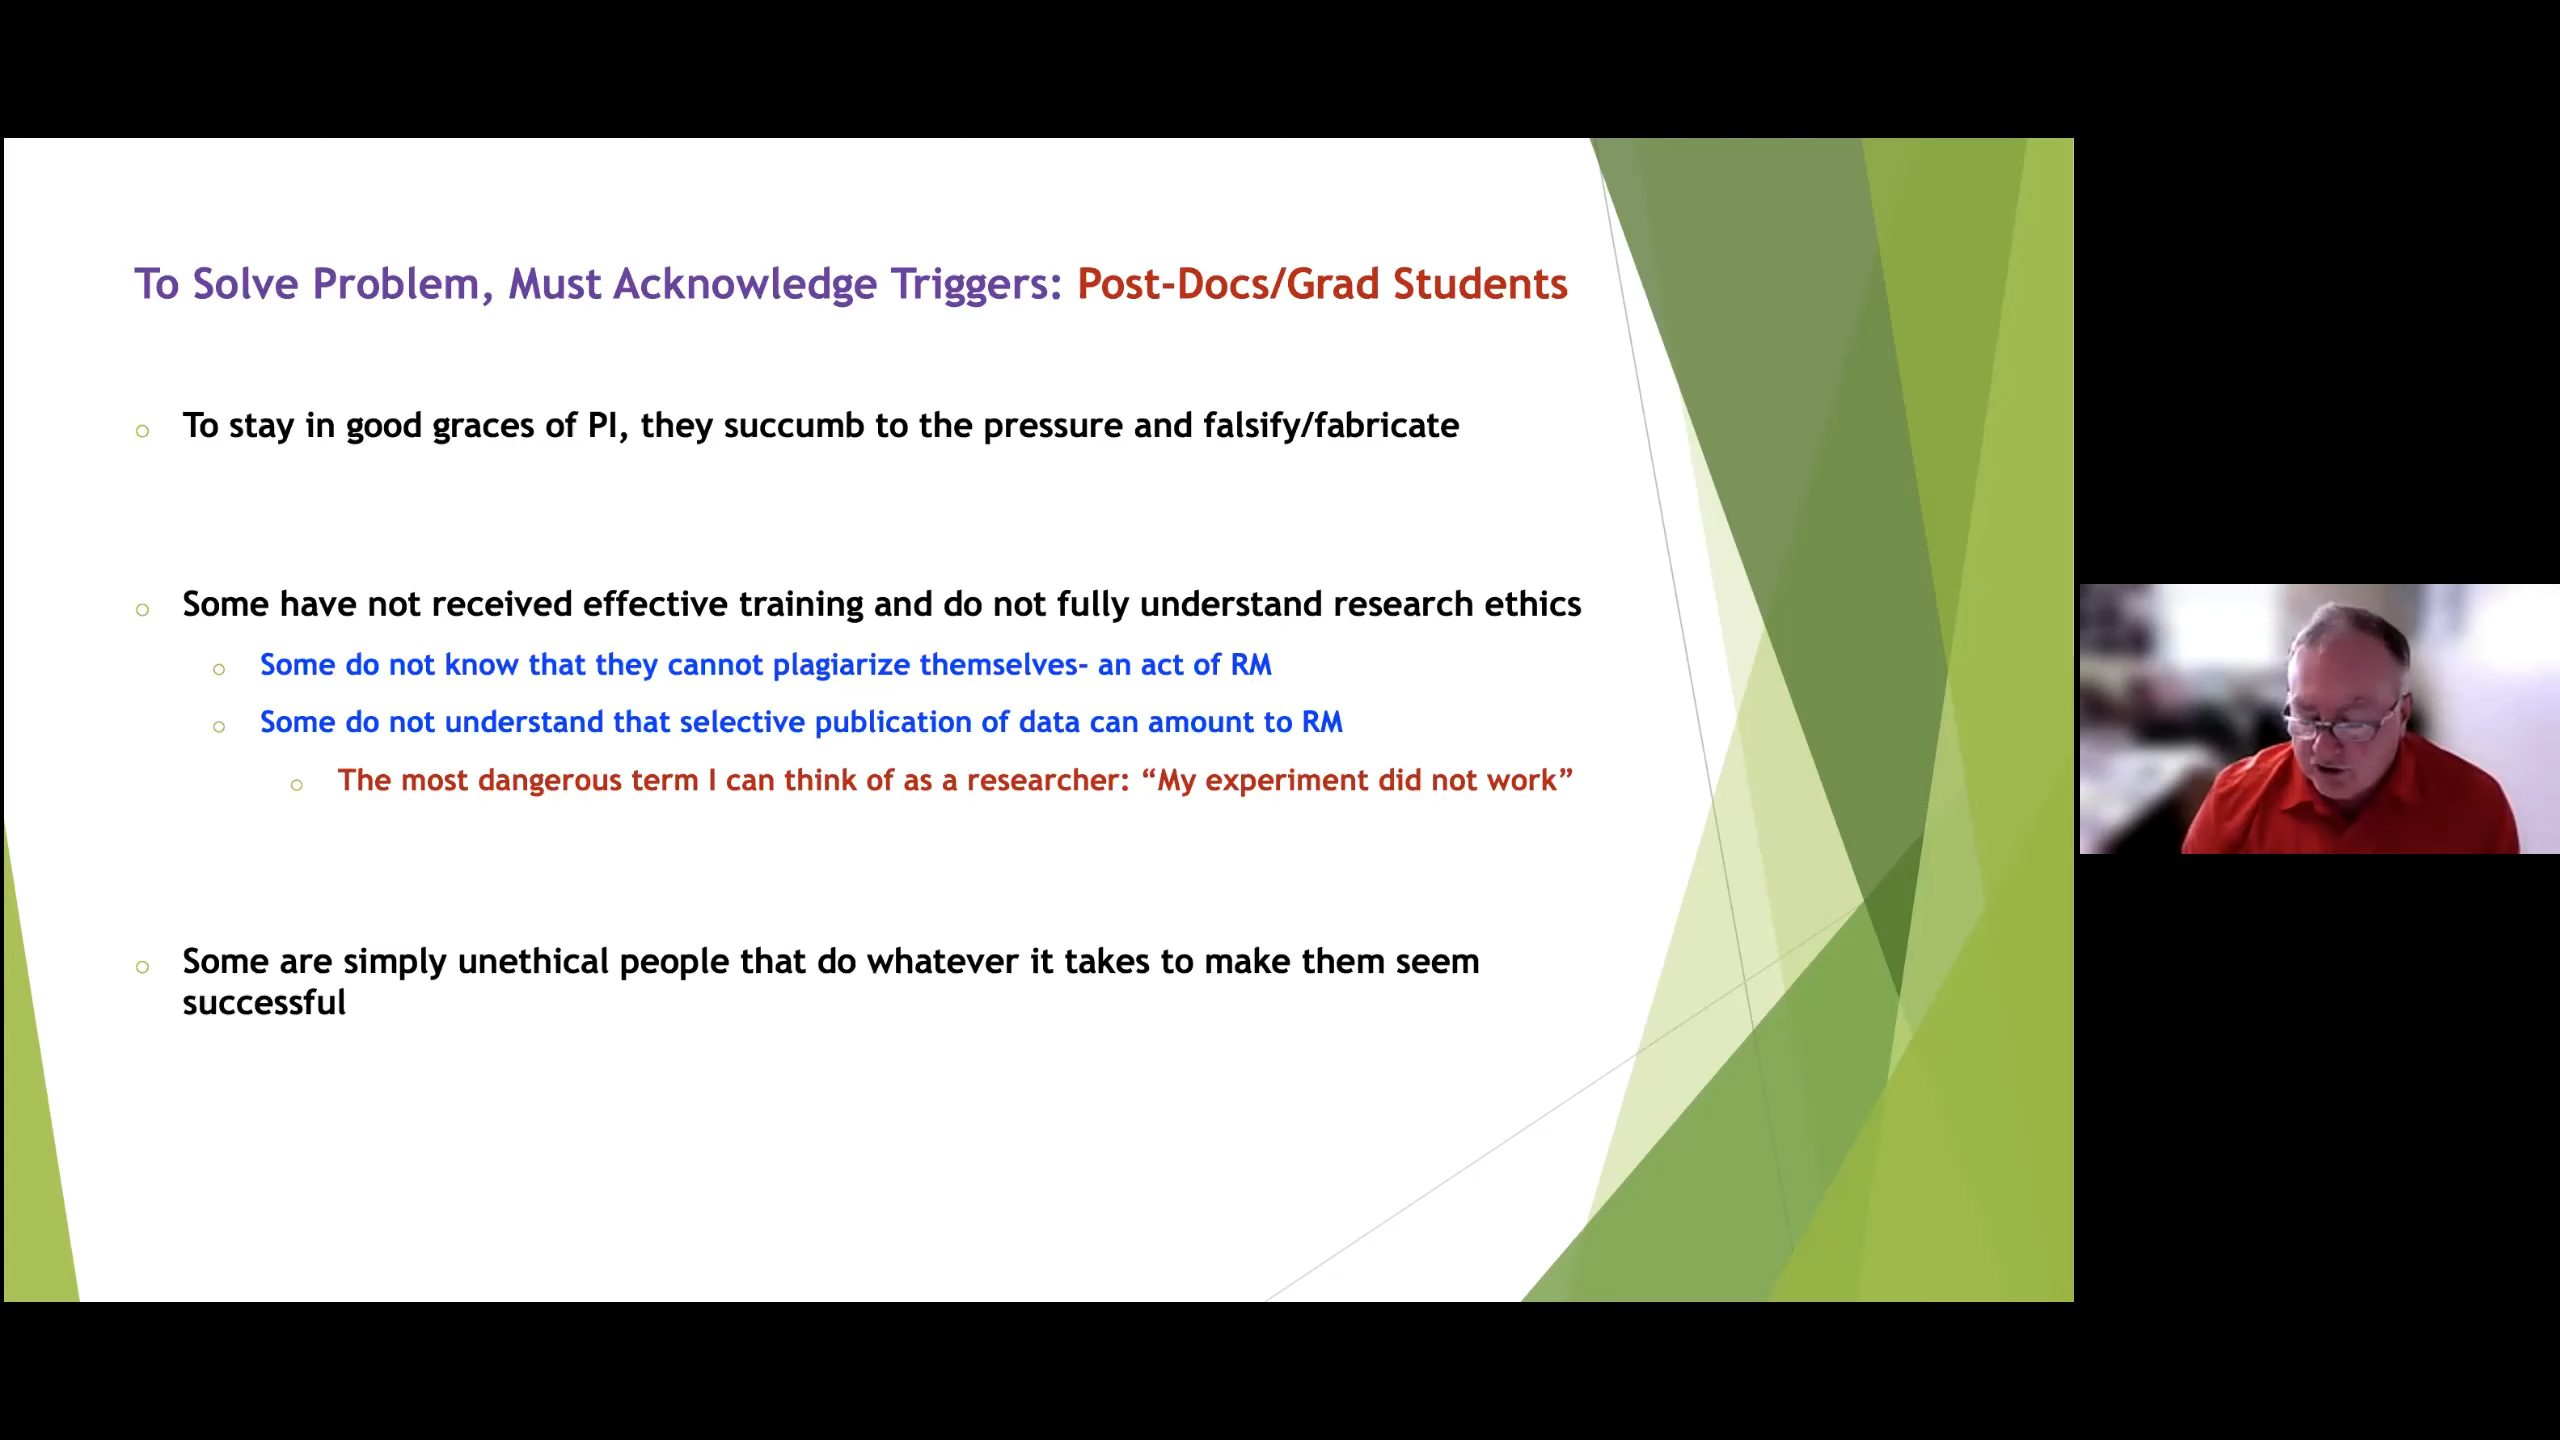 To Solve Problem, Must Acknowledge Triggers: Post-Docs/Grad Students
To stay in good graces of PI, they succumb to the pressure and falsify/fabricate
Some have not received effective training and do not fully understand research ethics
Some do not know that they cannot plagiarize themselves- an act of RM
Some do not understand that selective publication of data can amount to RM
The most dangerous term I can think of as a researcher: “My experiment did not work”
Some are simply unethical people that do whatever it takes to make them seem
successful